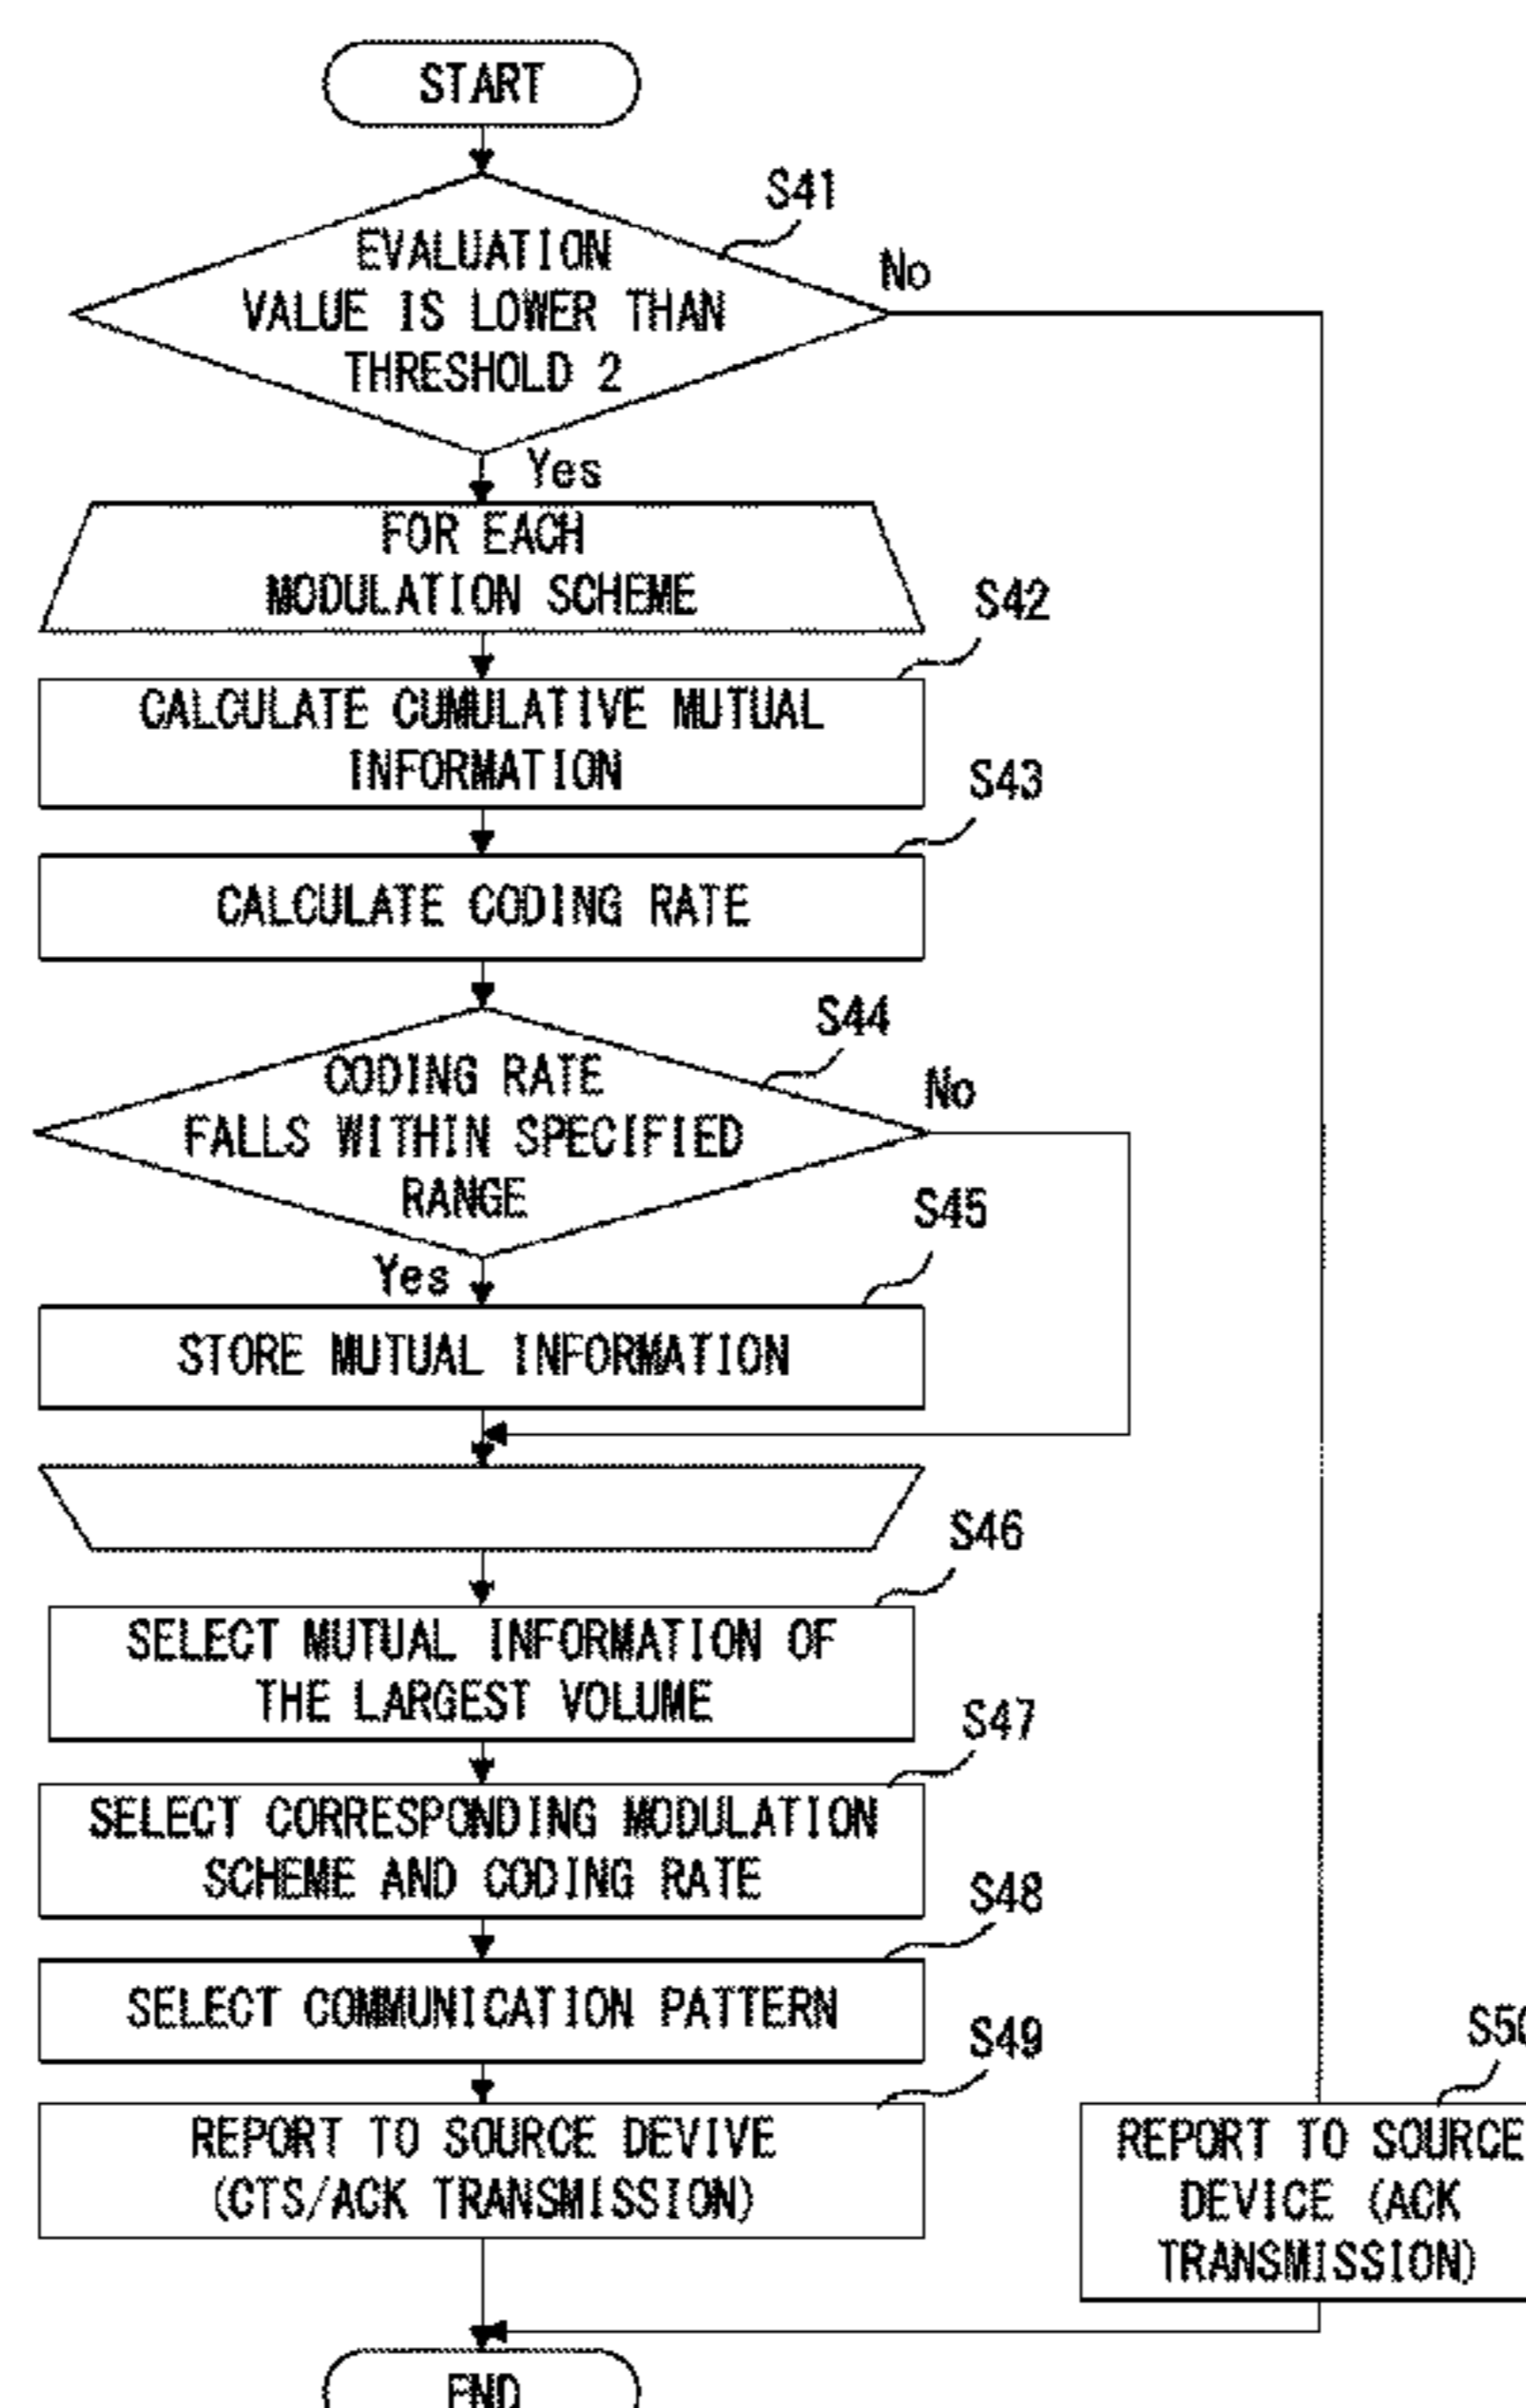 START
S41
EVALUATION
VALUE IS LOWER THAN
THRESHOLD 2
No
Yes
FOR EACH
MODULATION SCHEME
S42
CALCULATE CUMULATIVE MUTUAL
INFORMATION
S43
CALCULATE CODING RATE
S44
CODING RATE
FALLS WITHIN SPECIFIED
RANGE
No
Yes
S45
STORE MUTUAL INFORMATION
S46
SELECT MUTUAL INFORMATION OF
THE LARGEST VOLUME
S47
SELECT CORRESPONDING MODULATION
SCHEME AND CODING RATE
S48
SELECT COMMUNICATION PATTERN
S49
REPORT TO SOURCE DEVIVE
(CTS/ACK TRANSMISSION)
S50
REPORT TO SOURCE
DEVICE (ACK
TRANSMISSION)
END